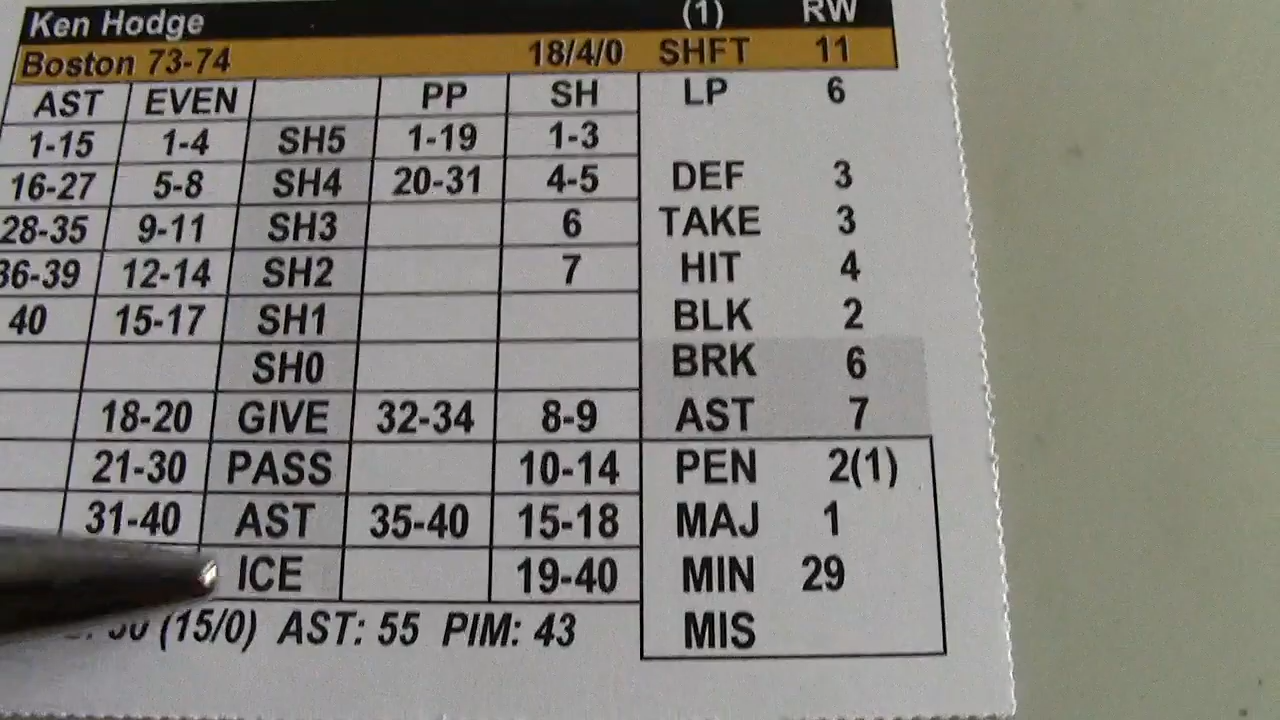 Ken Hodge (1) RW
Boston 73-74 18/4/0 SHFT 11
AST EVEN PP SH LP 6
1-15 1-4 SH5 1-19 1-3
16-27 5-8 SH4 20-31 4-5 DEF 3
28-35 9-11 SH3 6 TAKE 3
36-39 12-14 SH2 7 HIT 4
40 15-17 SH1 BLK 2
SH0 BRK 6
18-20 GIVE 32-34 8-9 AST 7
21-30 PASS 10-14 PEN 2(1)
31-40 AST 35-40 15-18 MAJ 1
ICE 19-40 MIN 29
(15/0) AST: 55 PIM: 43 MIS